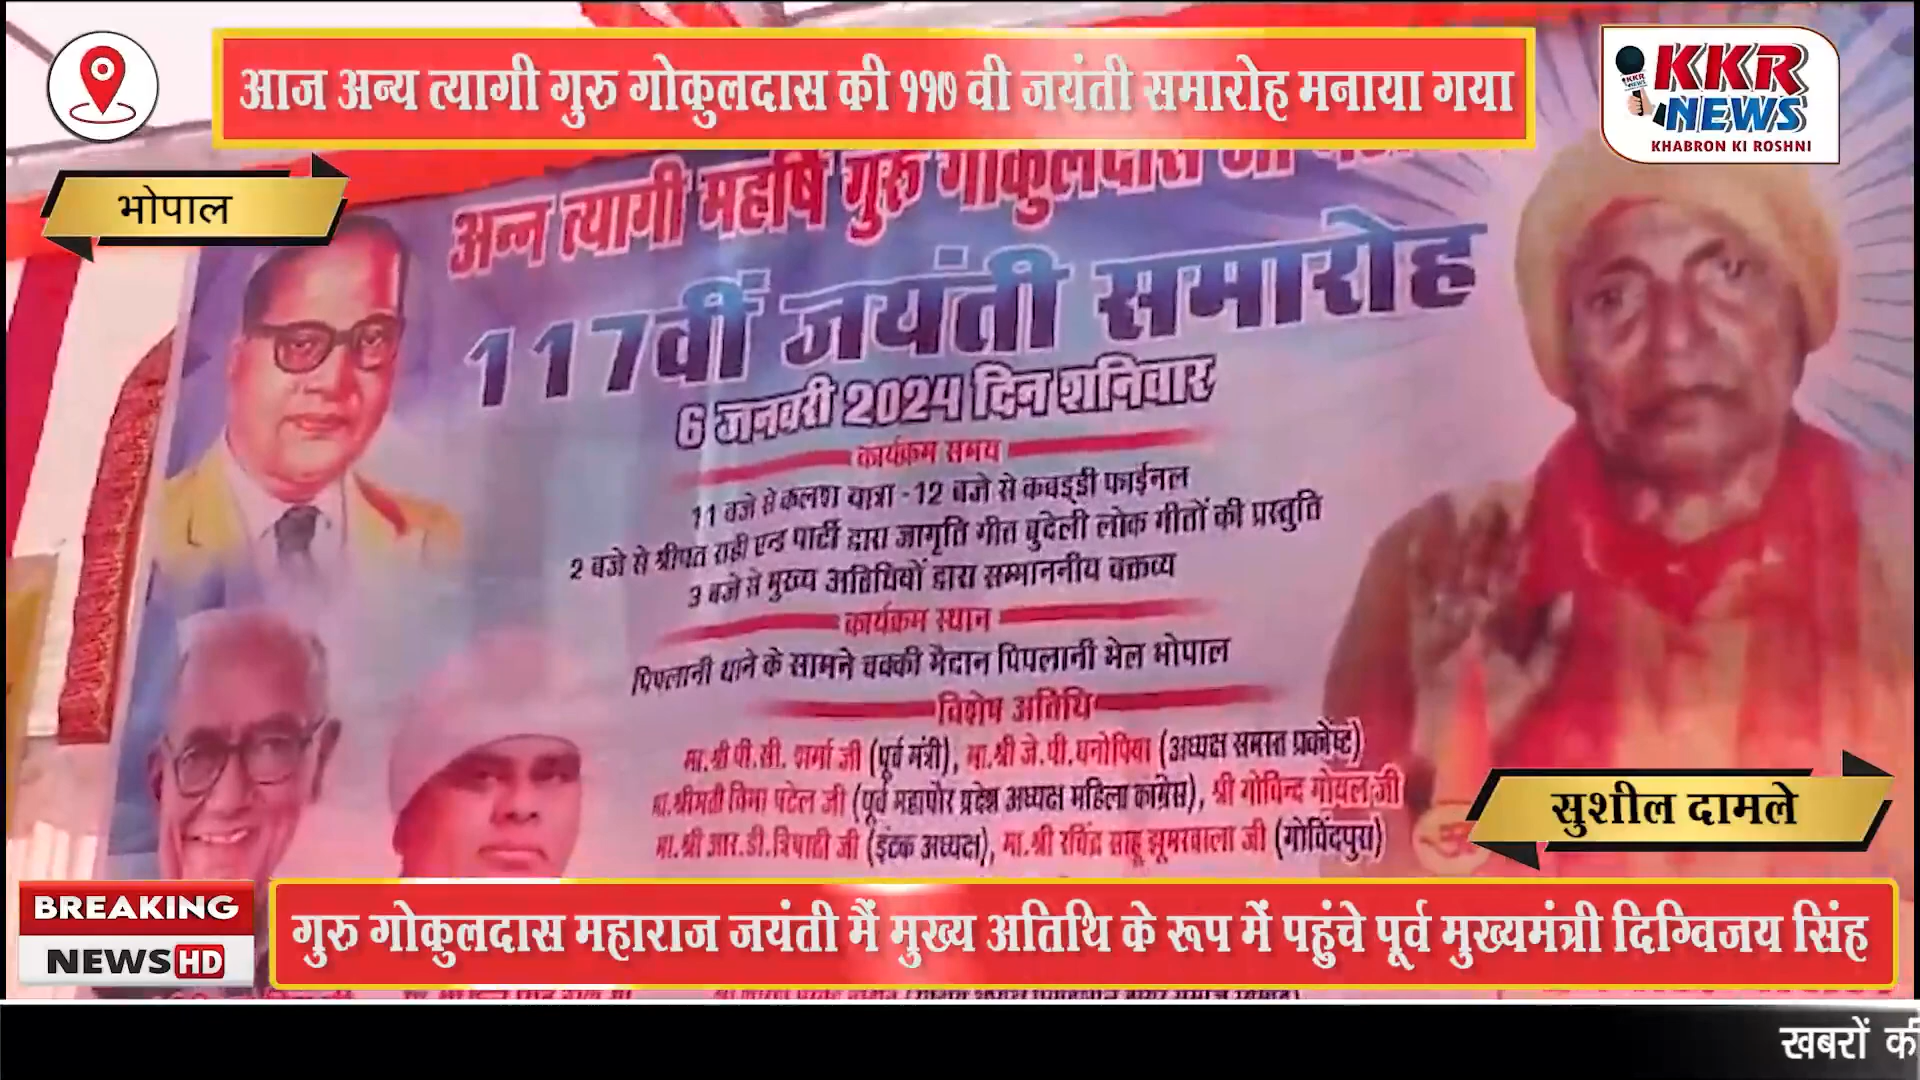 आज अन्य त्यागी गुरु गोकुलदास की ११७ वी जयंती समारोह मनाया गया
KKR
NEWS
KHABRON KI ROSHNI
भोपाल
अन्न त्यागी महर्षि गुरु गोकुलदास जी
117वीं जयंती समारोह
6 जनवरी 2024 दिन शनिवार
कार्यक्रम समय
11 बजे से कलश यात्रा - 12 बजे से कबड्डी फाईनल
2 बजे से श्रीपत राही एन्ड पार्टी द्वारा जागृति गीत बुदेली लोक गीतों की प्रस्तुति
3 बजे से मुख्य अतिथियों द्वारा सम्माननीय वक्तव्य
कार्यक्रम स्थान
पिपलानी थाने के सामने चक्की मैदान पिपलानी भेल भोपाल
विशेष अतिथि
मा.श्री पी.सी. शर्मा जी (पूर्व मंत्री), मा.श्री जे.पी.धनोपिया (अध्यक्ष समस्त प्रकोष्ट)
मा.श्रीमती विभा पटेल जी (पूर्व महापौर प्रदेश अध्यक्ष महिला कांग्रेस), श्री गोविन्द गोयल जी
मा.श्री आर.डी.त्रिपाठी जी (इंटक अध्यक्ष), मा.श्री रविंद्र साहू झूमरवाला जी (गोविंदपुरा)
सुशील दामले
BREAKING
NEWS HD
गुरु गोकुलदास महाराज जयंती मैं मुख्य अतिथि के रूप में पहुंचे पूर्व मुख्यमंत्री दिग्विजय सिंह
खबरों की